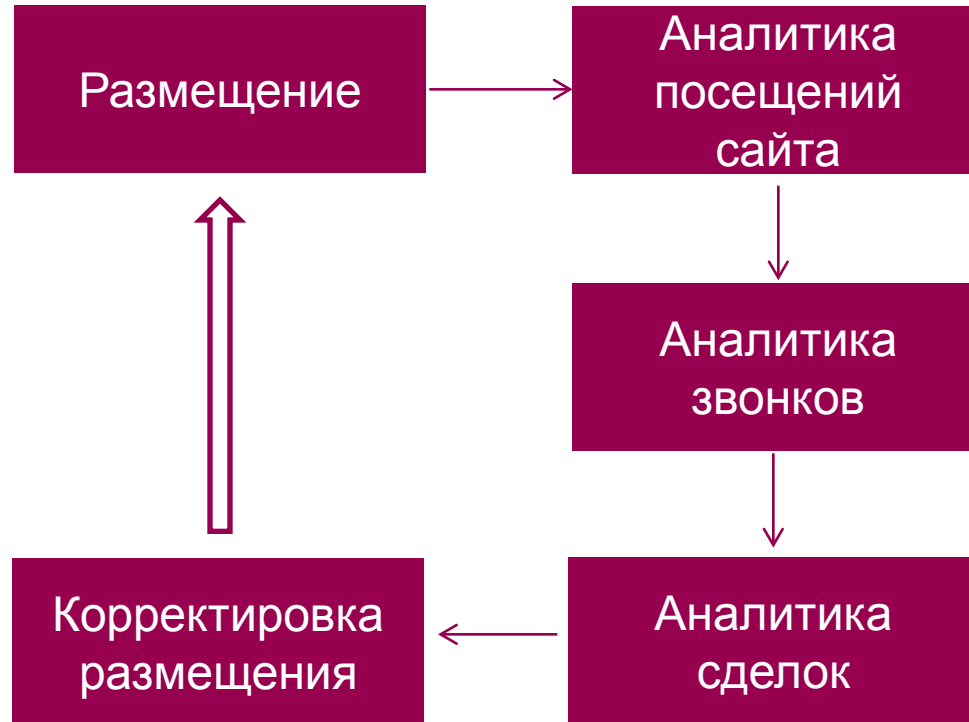 Размещение
Аналитика
посещений
сайта
Аналитика
звонков
Аналитика
сделок
Корректировка
размещения